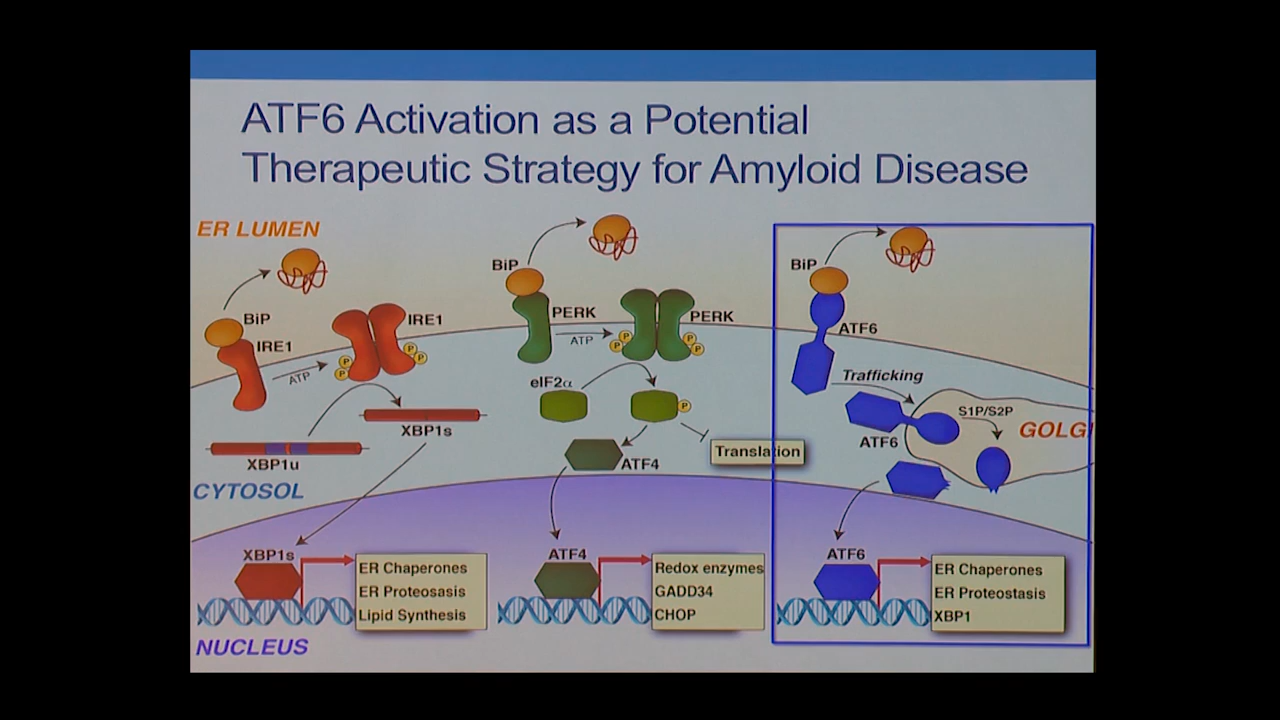 ATF6 Activation as a Potential
Therapeutic Strategy for Amyloid Disease
ER LUMEN
BiP
IRE1
ATP
IRE1
P
P
P
P
XBP1s
XBP1u
CYTOSOL
XBP1s
ER Chaperones
ER Proteosasis
Lipid Synthesis
NUCLEUS
BiP
PERK
ATP
PERK
P
P
P
P
eIF2α
P
Translation
ATF4
ATF4
Redox enzymes
GADD34
CHOP
BiP
ATF6
Trafficking
S1P/S2P
GOLGI
ATF6
ATF6
ER Chaperones
ER Proteostasis
XBP1